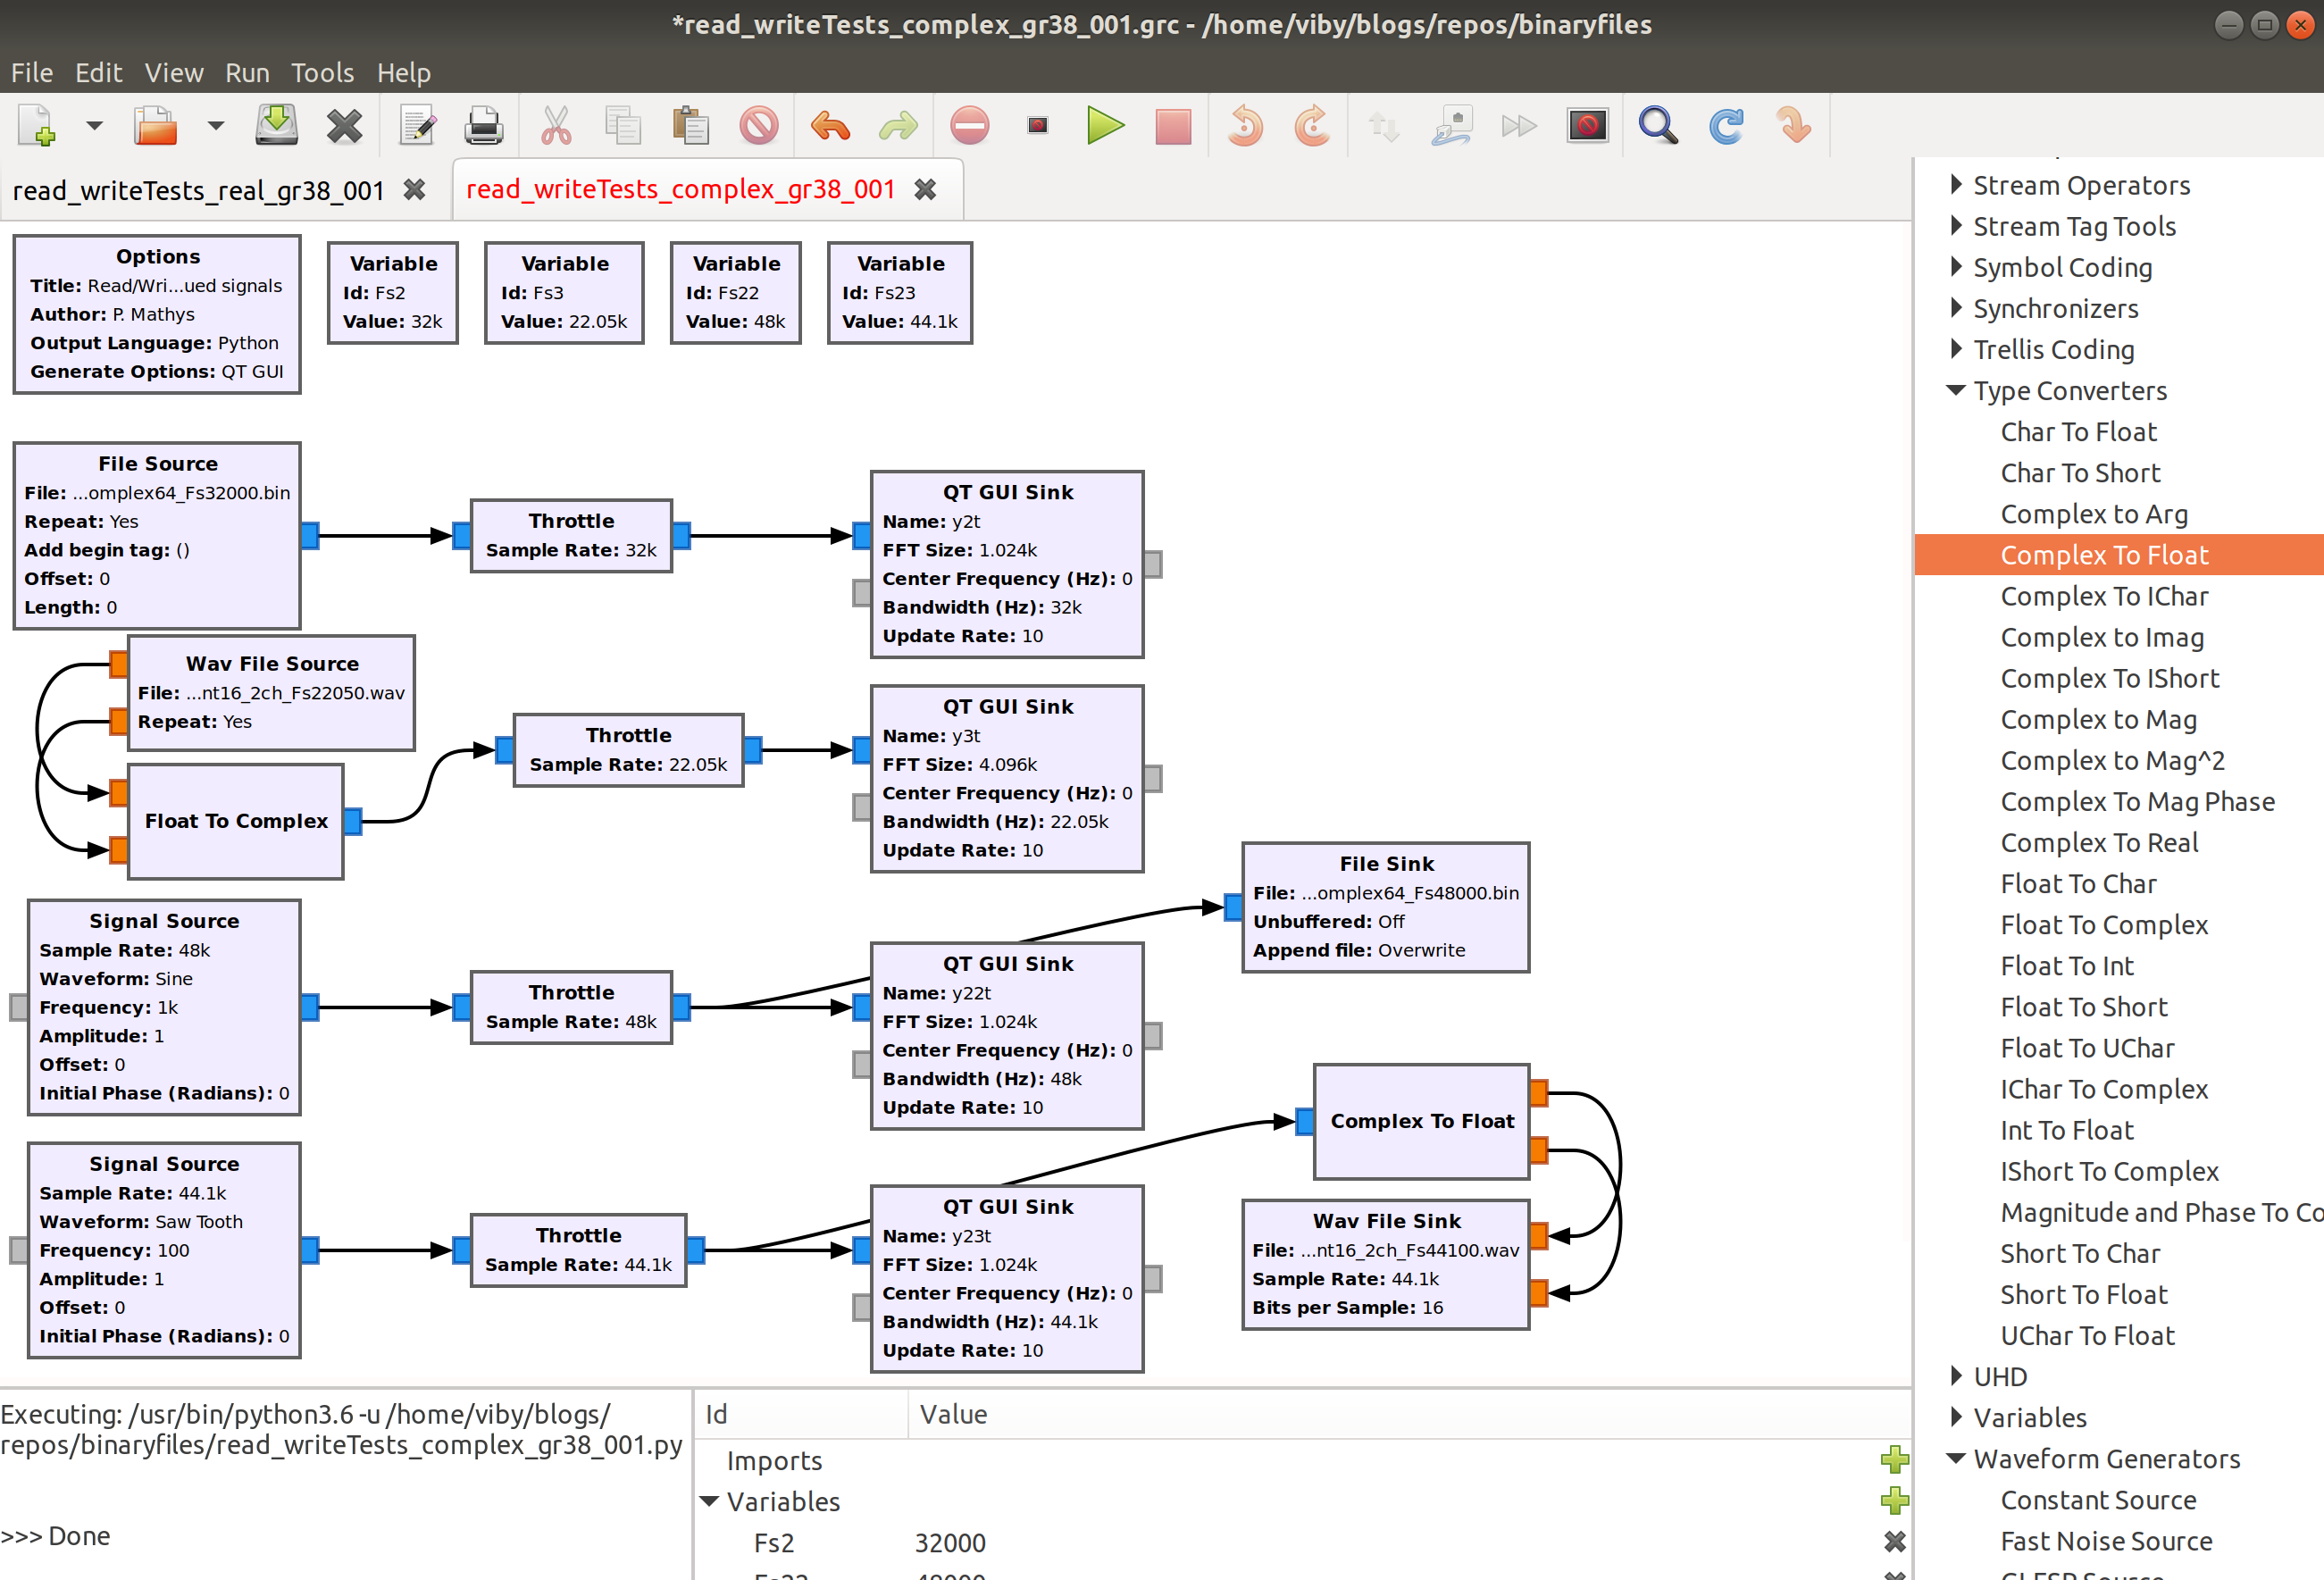 *read_writeTests_complex_gr38_001.grc - /home/viby/blogs/repos/binaryfiles
File Edit View Run Tools Help
read_writeTests_real_gr38_001
read_writeTests_complex_gr38_001
Options
Title: Read/Wri...ued signals
Author: P. Mathys
Output Language: Python
Generate Options: QT GUI
Variable
Id: Fs2
Value: 32k
Variable
Id: Fs3
Value: 22.05k
Variable
Id: Fs22
Value: 48k
Variable
Id: Fs23
Value: 44.1k
File Source
File: ...omplex64_Fs32000.bin
Repeat: Yes
Add begin tag: ()
Offset: 0
Length: 0
Throttle
Sample Rate: 32k
QT GUI Sink
Name: y2t
FFT Size: 1.024k
Center Frequency (Hz): 0
Bandwidth (Hz): 32k
Update Rate: 10
Wav File Source
File: ...nt16_2ch_Fs22050.wav
Repeat: Yes
Float To Complex
Throttle
Sample Rate: 22.05k
QT GUI Sink
Name: y3t
FFT Size: 4.096k
Center Frequency (Hz): 0
Bandwidth (Hz): 22.05k
Update Rate: 10
File Sink
File: ...omplex64_Fs48000.bin
Unbuffered: Off
Append file: Overwrite
Signal Source
Sample Rate: 48k
Waveform: Sine
Frequency: 1k
Amplitude: 1
Offset: 0
Initial Phase (Radians): 0
Throttle
Sample Rate: 48k
QT GUI Sink
Name: y22t
FFT Size: 1.024k
Center Frequency (Hz): 0
Bandwidth (Hz): 48k
Update Rate: 10
Complex To Float
Signal Source
Sample Rate: 44.1k
Waveform: Saw Tooth
Frequency: 100
Amplitude: 1
Offset: 0
Initial Phase (Radians): 0
Throttle
Sample Rate: 44.1k
QT GUI Sink
Name: y23t
FFT Size: 1.024k
Center Frequency (Hz): 0
Bandwidth (Hz): 44.1k
Update Rate: 10
Wav File Sink
File: ...nt16_2ch_Fs44100.wav
Sample Rate: 44.1k
Bits per Sample: 16
Stream Operators
Stream Tag Tools
Symbol Coding
Synchronizers
Trellis Coding
Type Converters
Char To Float
Char To Short
Complex to Arg
Complex To Float
Complex To IChar
Complex to Imag
Complex To IShort
Complex to Mag
Complex to Mag^2
Complex To Mag Phase
Complex To Real
Float To Char
Float To Complex
Float To Int
Float To Short
Float To UChar
IChar To Complex
Int To Float
IShort To Complex
Magnitude and Phase To Co
Short To Char
Short To Float
UChar To Float
UHD
Variables
Waveform Generators
Constant Source
Fast Noise Source
Executing: /usr/bin/python3.6 -u /home/viby/blogs/
repos/binaryfiles/read_writeTests_complex_gr38_001.py
>>> Done
Id Value
Imports
Variables
Fs2 32000